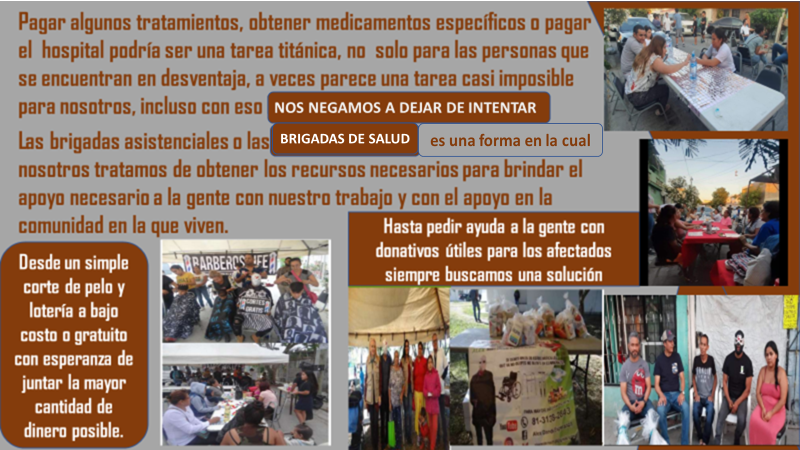 Pagar algunos tratamientos, obtener medicamentos específicos o pagar
el hospital podría ser una tarea titánica, no solo para las personas que
se encuentran en desventaja, a veces parece una tarea casi imposible
para nosotros, incluso con eso NOS NEGAMOS A DEJAR DE INTENTAR
Las brigadas asistenciales o las BRIGADAS DE SALUD es una forma en la cual
nosotros tratamos de obtener los recursos necesarios para brindar el
apoyo necesario a la gente con nuestro trabajo y con el apoyo en la
comunidad en la que viven.
Hasta pedir ayuda a la gente con
donativos útiles para los afectados
siempre buscamos una solución
Desde un simple
corte de pelo y
lotería a bajo
costo o gratuito
con esperanza de
juntar la mayor
cantidad de
dinero posible.
CORTES
GRATIS